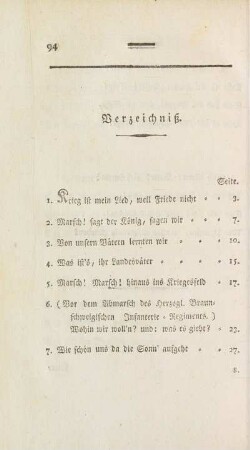 94
Verzeichniß.
Seite.
1. Krieg ist mein Lied, weil Friede nicht 〃 3.
2. Marsch! sagt der König, sagen wir 〃 〃 7.
3. Von unsern Vätern lernten wir 〃 〃 10.
4. Was ist's, ihr Landesväter 〃 〃 〃 15.
5. Marsch! Marsch! hinaus ins Kriegesfeld 〃 17.
6. (Vor dem Abmarsch des Herzogl. Braun-
schweigischen Infanterie-Regiments.)
Wohin wir woll'n? und: was es gieht? 〃 23.
7. Wie schön uns da die Sonn' aufgeht 〃 〃 27.
8.